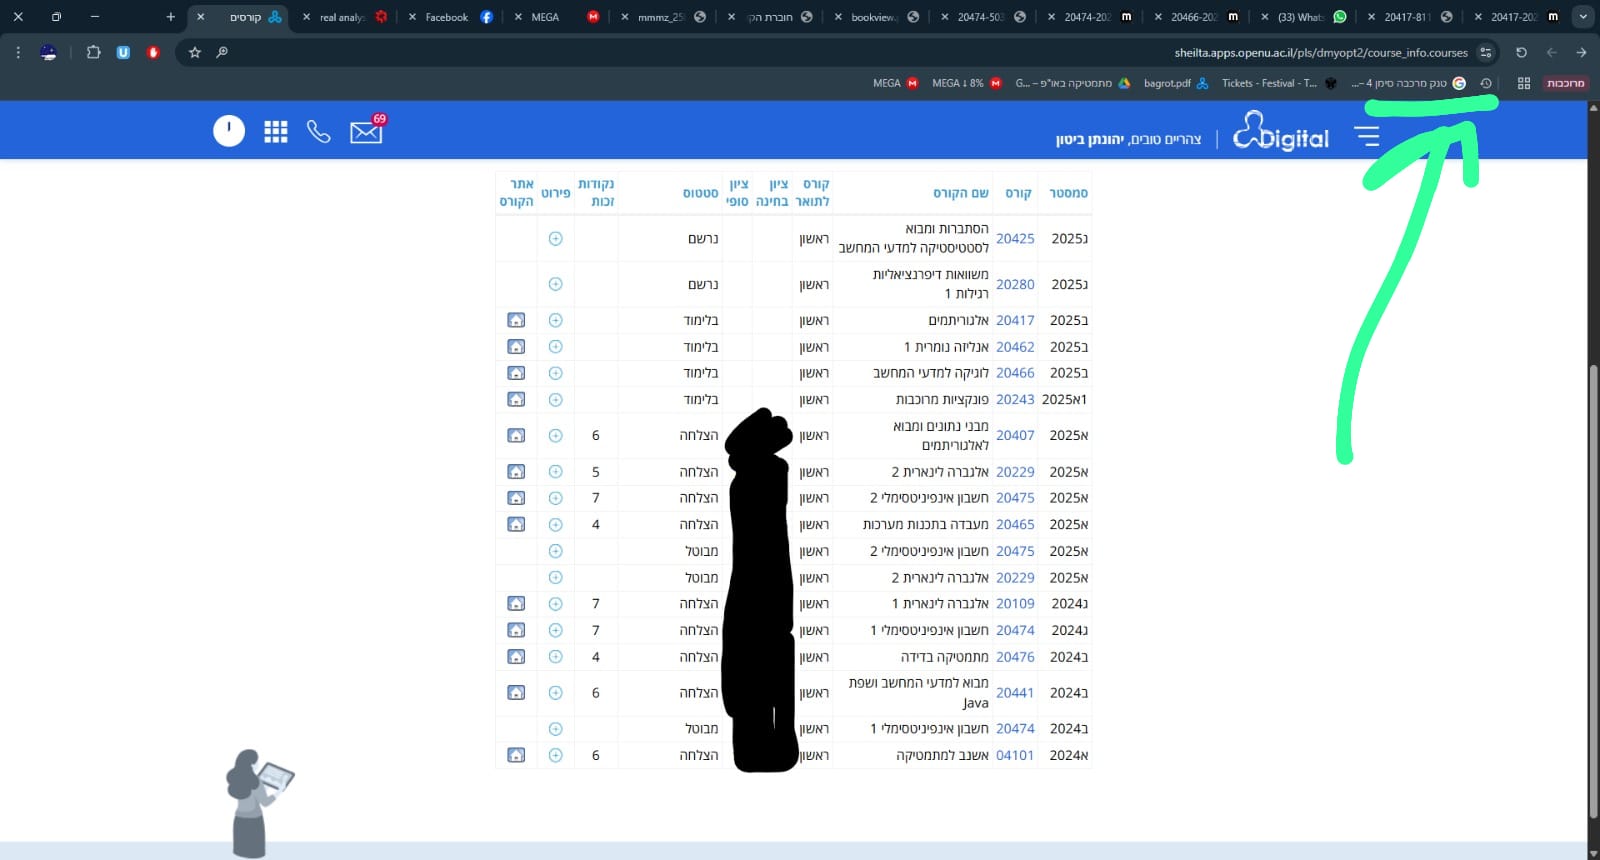 קורסים
real analys
Facebook
MEGA
mmmz_25
חוברת הקו
bookview.
20474-503
20474-202
20466-202
(33) Whats
20417-811
20417-202
sheilta.apps.openu.ac.il/pls/dmyopt2/course_info.courses
MEGA
MEGA ↓ 8%
מתמטיקה באו"פ – G...
bagrot.pdf
Tickets - Festival - T...
טנק מרכבה סימן 4 –...
מרוכבות
69
צהריים טובים, יהונתן ביטון
Digital
סמסטר קורס שם הקורס קורס לתואר ציון בחינה ציון סופי סטטוס נקודות זכות פירוט אתר הקורס
2025ג 20425 הסתברות ומבוא לסטטיסטיקה למדעי המחשב ראשון נרשם
2025ג 20280 משוואות דיפרנציאליות רגילות 1 ראשון נרשם
2025ב 20417 אלגוריתמים ראשון בלימוד
2025ב 20462 אנליזה נומרית 1 ראשון בלימוד
2025ב 20466 לוגיקה למדעי המחשב ראשון בלימוד
2025א1 20243 פונקציות מרוכבות ראשון בלימוד
2025א 20407 מבני נתונים ומבוא לאלגוריתמים ראשון הצלחה 6
2025א 20229 אלגברה לינארית 2 ראשון הצלחה 5
2025א 20475 חשבון אינפיניטסימלי 2 ראשון הצלחה 7
2025א 20465 מעבדה בתכנות מערכות ראשון הצלחה 4
2025א 20475 חשבון אינפיניטסימלי 2 ראשון מבוטל
2025א 20229 אלגברה לינארית 2 ראשון מבוטל
2024ג 20109 אלגברה לינארית 1 ראשון הצלחה 7
2024ג 20474 חשבון אינפיניטסימלי 1 ראשון הצלחה 7
2024ב 20476 מתמטיקה בדידה ראשון הצלחה 4
2024ב 20441 מבוא למדעי המחשב ושפת Java ראשון הצלחה 6
2024ב 20474 חשבון אינפיניטסימלי 1 ראשון מבוטל
2024א 04101 אשנב למתמטיקה ראשון הצלחה 6